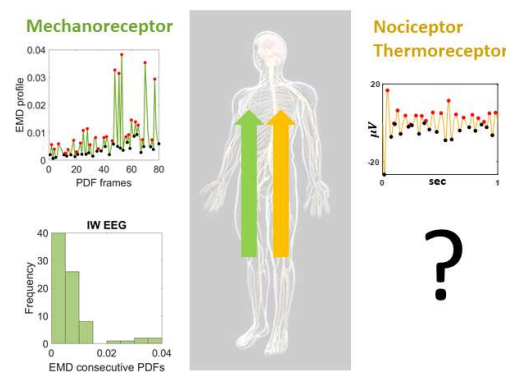 Mechanoreceptor
0.04
0.03
0.02
0.01
0
EMD profile
0 20 40 60 80
PDF frames
IW EEG
40
30
20
10
0
Frequency
0 0.02 0.04
EMD consecutive PDFs
Nociceptor
Thermoreceptor
20
-20
μV
0 sec 1
?